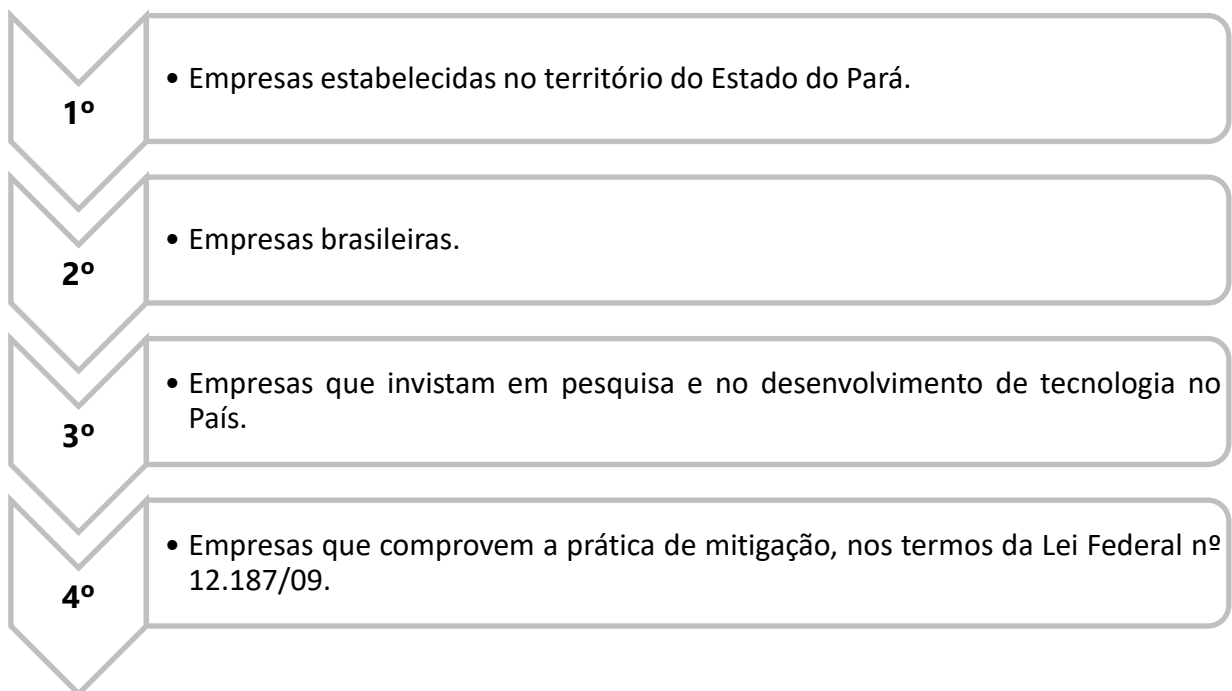 • Empresas estabelecidas no território do Estado do Pará.
1º
• Empresas brasileiras.
2º
• Empresas que invistam em pesquisa e no desenvolvimento de tecnologia no
País.
3º
• Empresas que comprovem a prática de mitigação, nos termos da Lei Federal nº
12.187/09.
4º